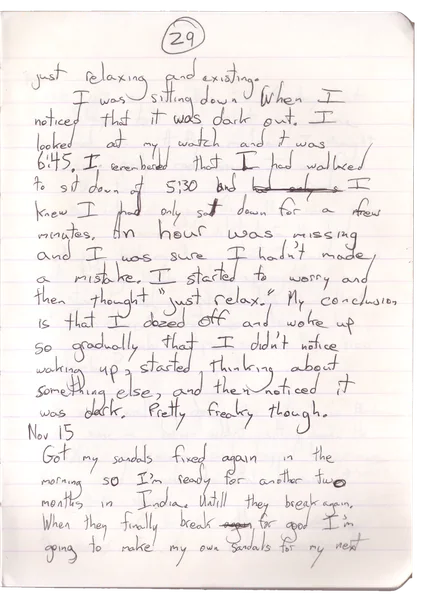 29
just relaxing and existing.
I was sitting down when I
noticed that it was dark out. I
looked at my watch and it was
6:45. I remembered that I had walked
to sit down at 5:30 and I
knew I had only sat down for a few
minutes. An hour was missing
and I was sure I hadn't made
a mistake. I started to worry and
then thought "just relax." My conclusion
is that I dozed off and woke up
so gradually that I didn't notice
waking up, started thinking about
something else, and then noticed it
was dark. Pretty freaky though.
Nov 15
Got my sandals fixed again in the
morning so I'm ready for another two
months in India. Untill they break again.
When they finally break for good I'm
going to make my own sandals for my next